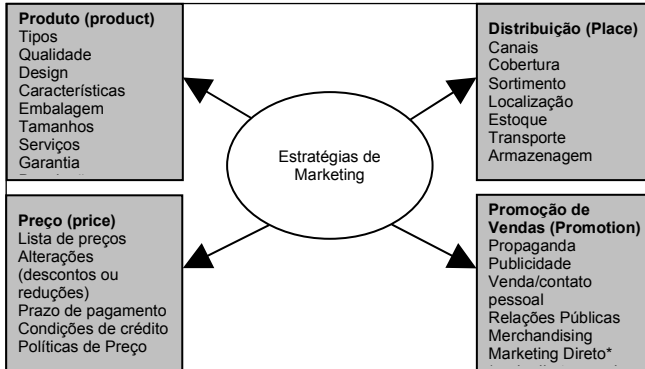 Produto (product)
Tipos
Qualidade
Design
Características
Embalagem
Tamanhos
Serviços
Garantia
Distribuição (Place)
Canais
Cobertura
Sortimento
Localização
Estoque
Transporte
Armazenagem
Estratégias de
Marketing
Preço (price)
Lista de preços
Alterações
(descontos ou
reduções)
Prazo de pagamento
Condições de crédito
Políticas de Preço
Promoção de
Vendas (Promotion)
Propaganda
Publicidade
Venda/contato
pessoal
Relações Públicas
Merchandising
Marketing Direto*